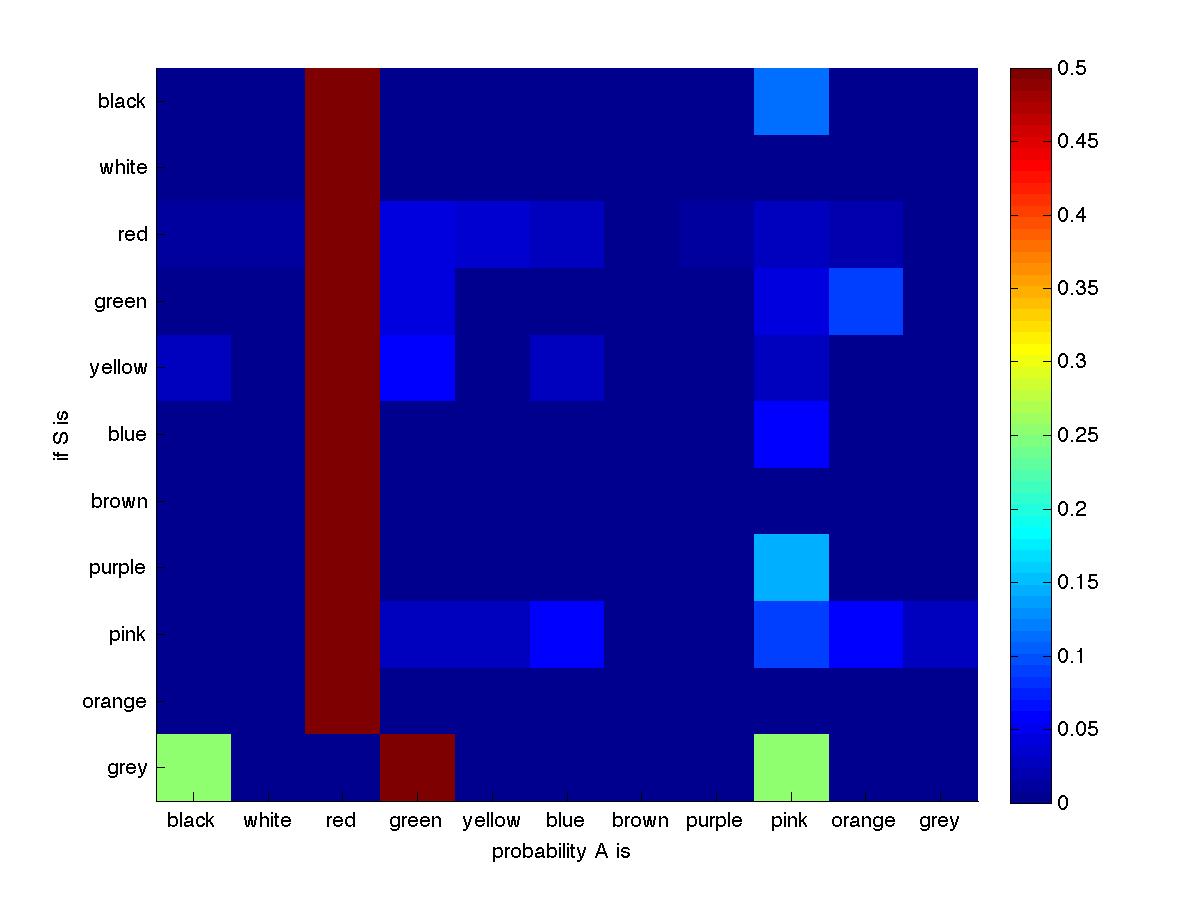 black
white
red
green
yellow
blue
brown
purple
pink
orange
grey
if S is
black white red green yellow blue brown purple pink orange grey
probability A is
0.5
0.45
0.4
0.35
0.3
0.25
0.2
0.15
0.1
0.05
0